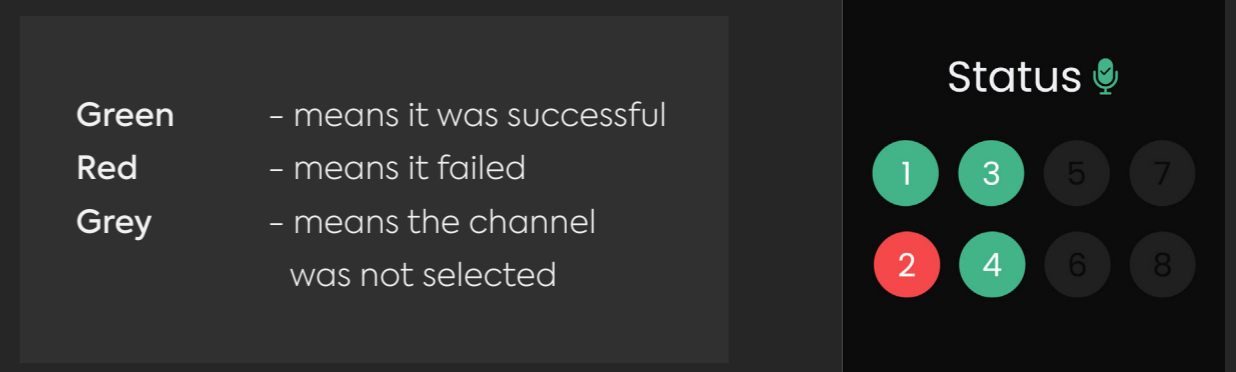 Green - means it was successful
Red - means it failed
Grey - means the channel
was not selected
Status
1 3 5 7
2 4 6 8